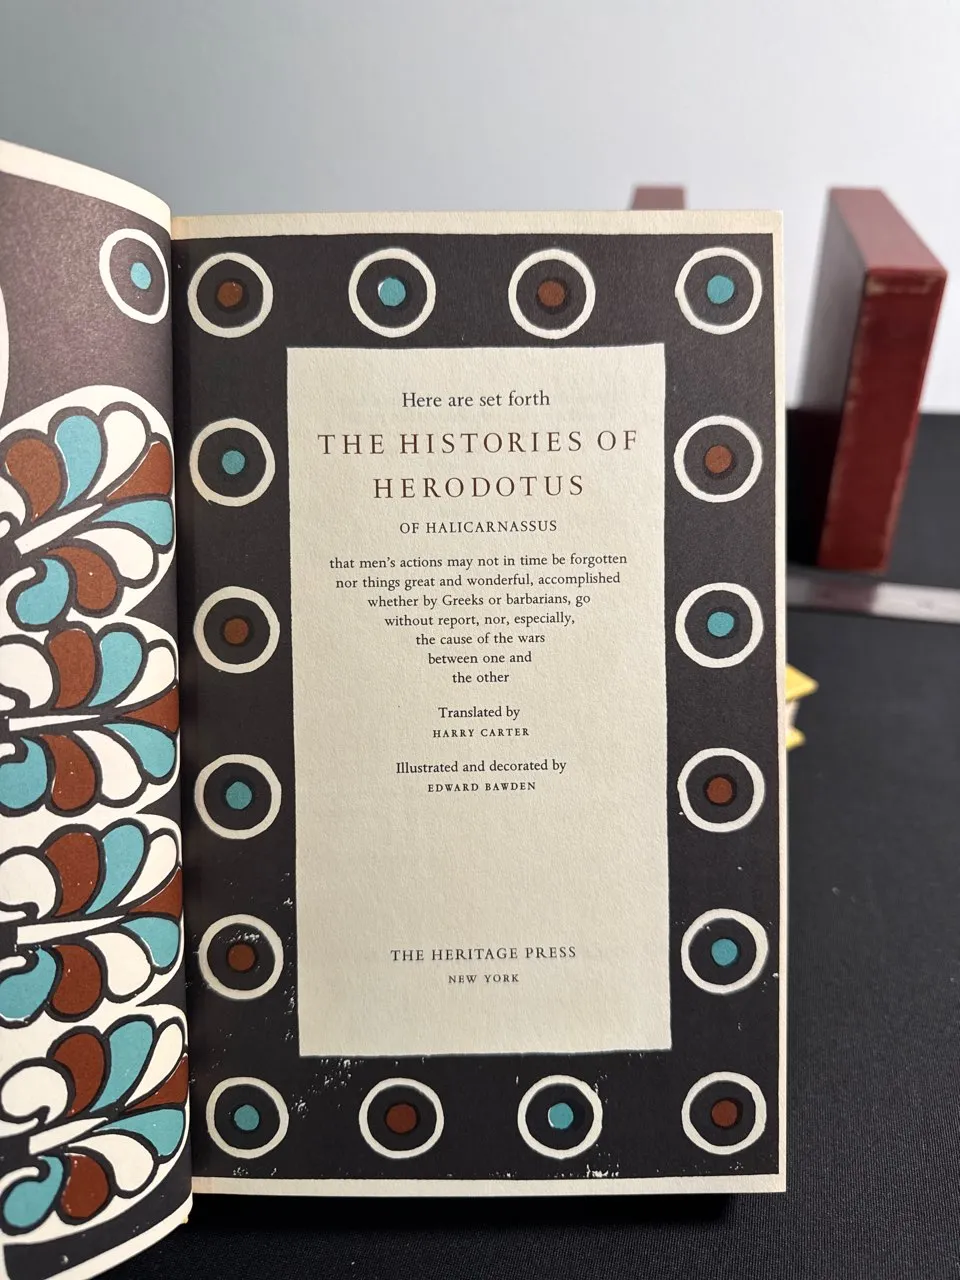 Here are set forth
THE HISTORIES OF
HERODOTUS
OF HALICARNASSUS
that men's actions may not in time be forgotten
nor things great and wonderful, accomplished
whether by Greeks or barbarians, go
without report, nor, especially,
the cause of the wars
between one and
the other
Translated by
HARRY CARTER
Illustrated and decorated by
EDWARD BAWDEN
THE HERITAGE PRESS
NEW YORK